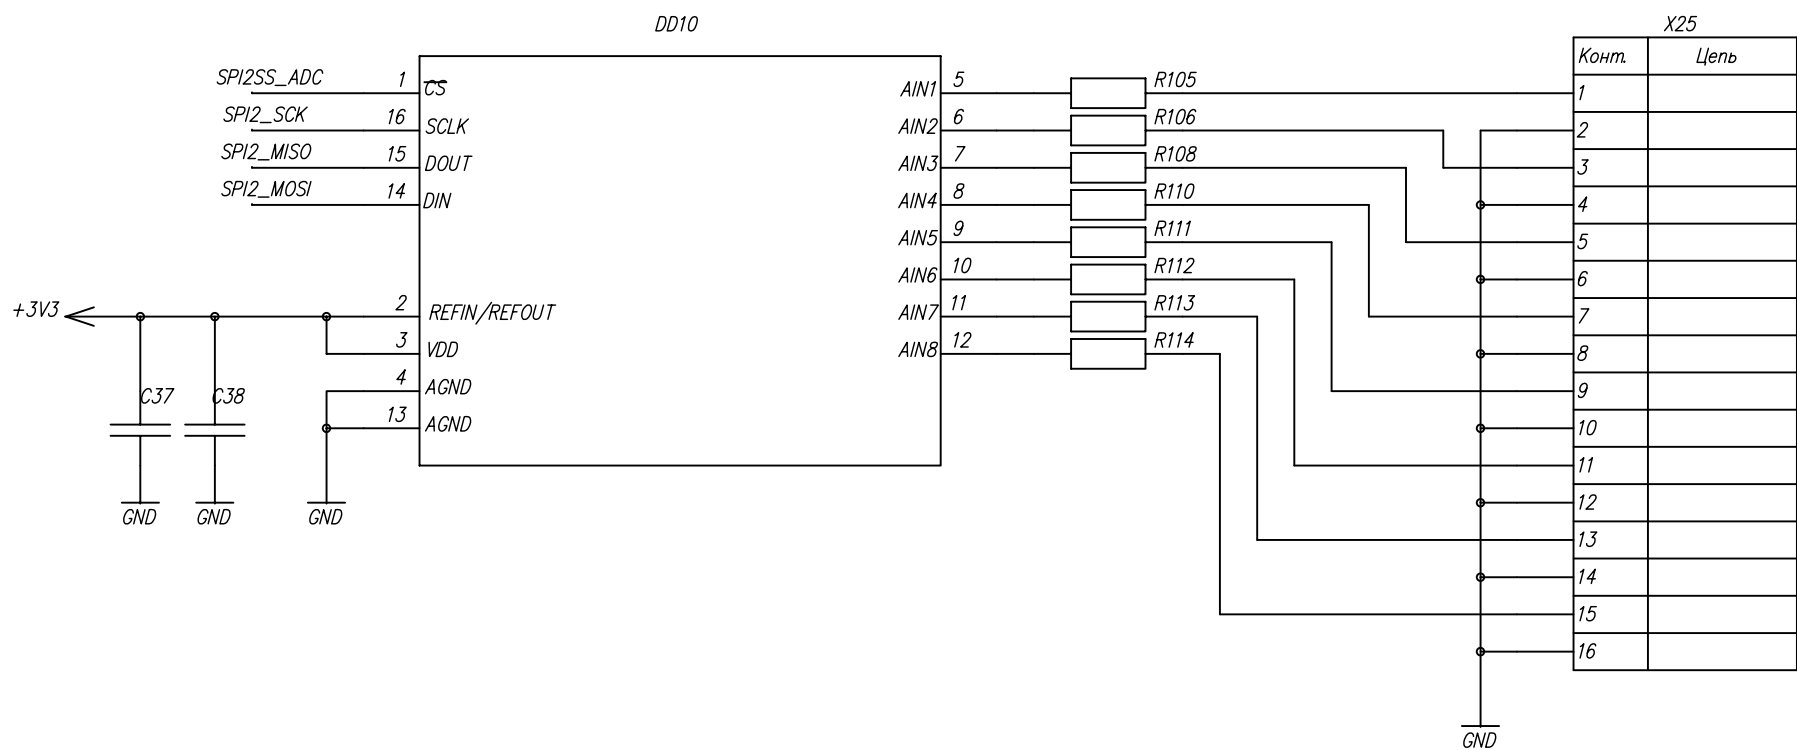 DD10
X25
Конт. Цепь
SPI2SS_ADC 1 CS AIN1 5 R105 1
SPI2_SCK 16 SCLK AIN2 6 R106 2
SPI2_MISO 15 DOUT AIN3 7 R108 3
SPI2_MOSI 14 DIN AIN4 8 R110 4
AIN5 9 R111 5
AIN6 10 R112 6
+3V3 2 REFIN/REFOUT AIN7 11 R113 7
3 VDD AIN8 12 R114 8
C37 C38 4 AGND 9
13 AGND 10
11
GND GND GND 12
13
14
15
16
GND